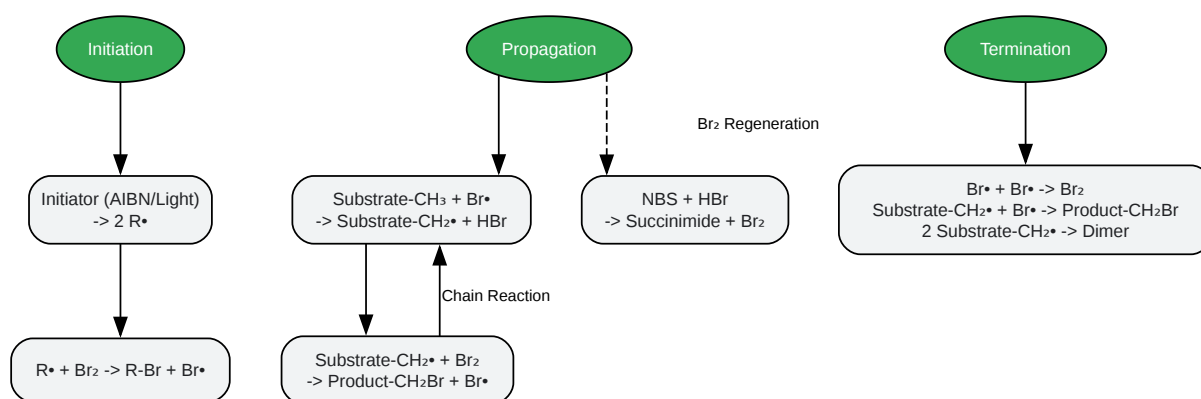 Initiation
Propagation
Termination
Br₂ Regeneration
Initiator (AIBN/Light)
-> 2 R•
Substrate-CH₃ + Br•
-> Substrate-CH₂• + HBr
NBS + HBr
-> Succinimide + Br₂
Br• + Br• -> Br₂
Substrate-CH₂• + Br• -> Product-CH₂Br
2 Substrate-CH₂• -> Dimer
Chain Reaction
R• + Br₂ -> R-Br + Br•
Substrate-CH₂• + Br₂
-> Product-CH₂Br + Br•